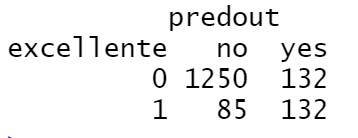 predout
excellente no yes
0 1250 132
1 85 132